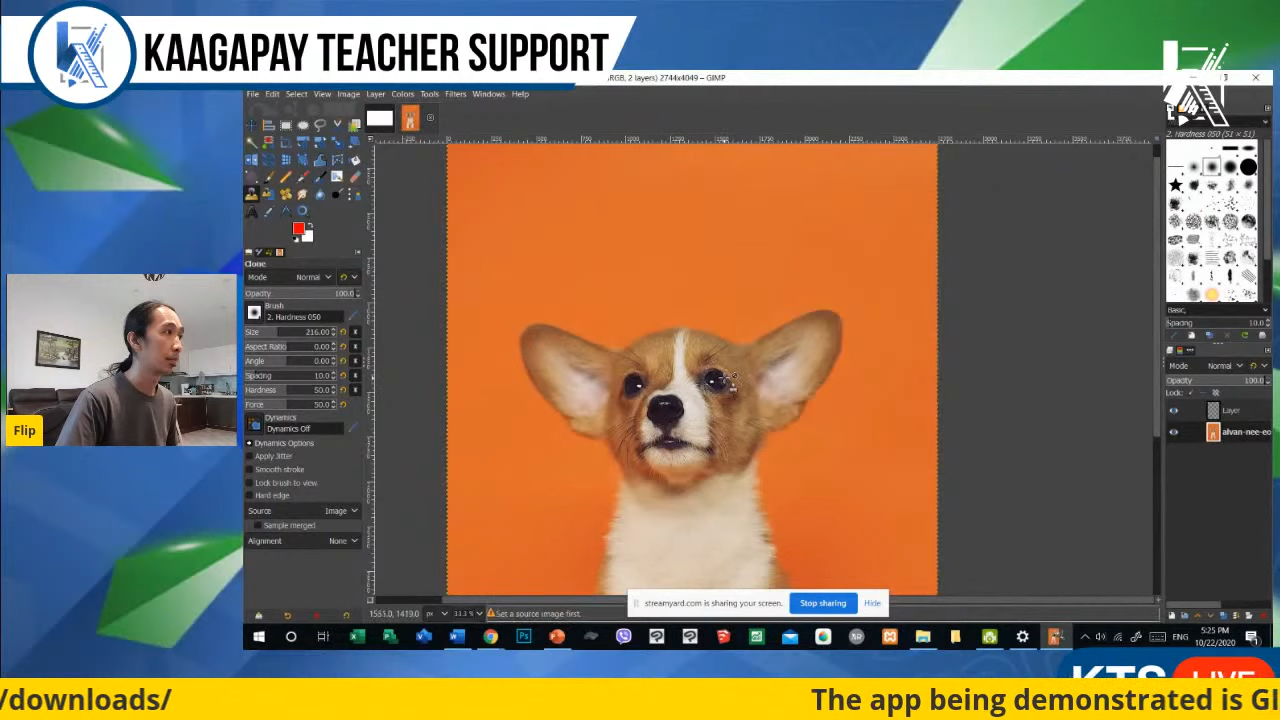 KAAGAPAY TEACHER SUPPORT
RGB, 2 layers) 2744x4049 – GIMP
File Edit Select View Image Layer Colors Tools Filters Windows Help
2. Hardness 050 (51 × 51)
Clone
Mode Normal
Opacity 100.0
Brush
2. Hardness 050
Size 216.00
Aspect Ratio 0.00
Angle 0.00
Spacing 10.0
Hardness 50.0
Force 50.0
Dynamics
Dynamics Off
Dynamics Options
Apply Jitter
Smooth stroke
Lock brush to view
Hard edge
Source Image
Sample merged
Alignment None
Basic,
Spacing 10.0
Mode Normal
Opacity 100.0
Lock:
Layer
alvan-nee-eo
Flip
streamyard.com is sharing your screen. Stop sharing Hide
1555.0, 1419.0 px 33.3 % Set a source image first.
ENG
5:25 PM
10/22/2020
KTS LIVE
/downloads/ The app being demonstrated is GI